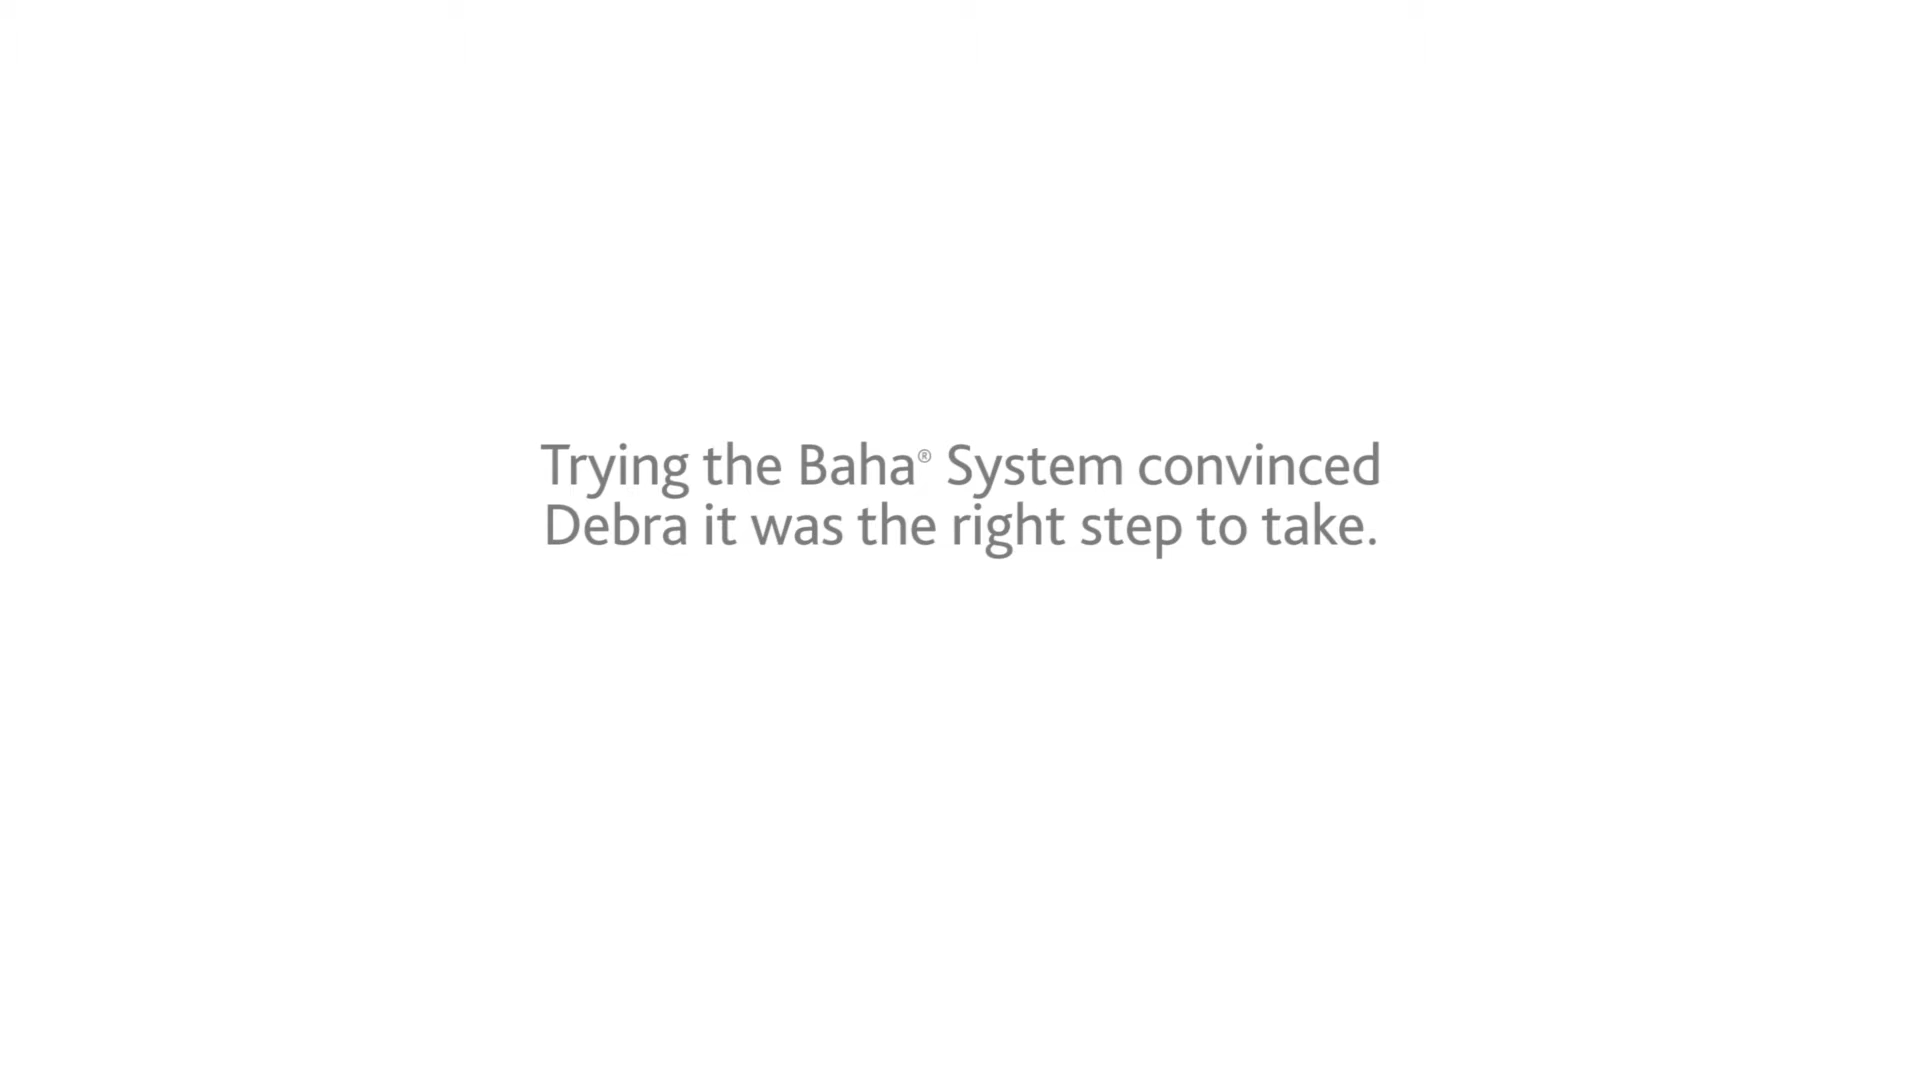 Trying the Baha® System convinced
Debra it was the right step to take.